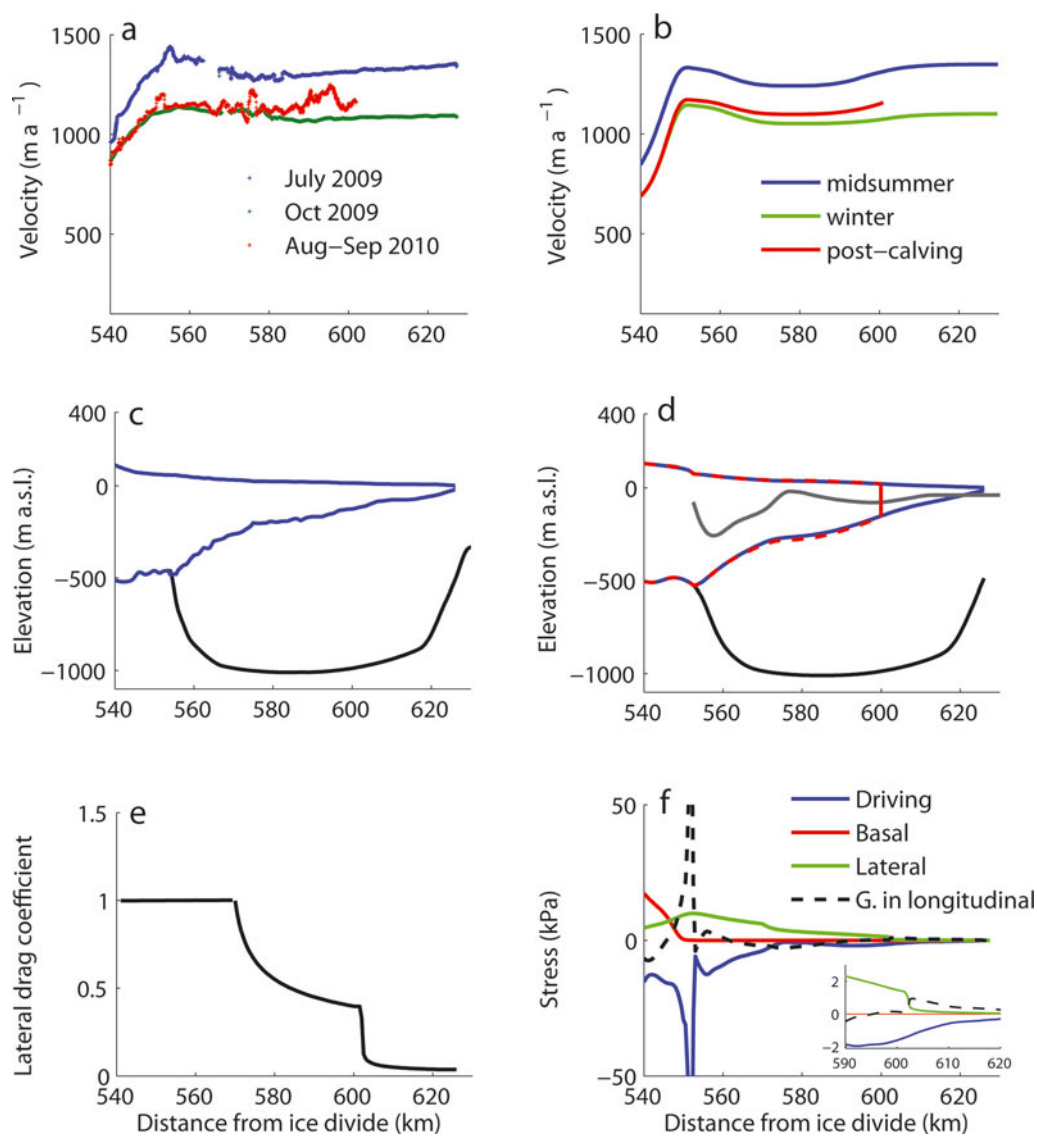 a
1500
1000
500
Velocity (m a⁻¹)
July 2009
Oct 2009
Aug−Sep 2010
540 560 580 600 620
b
1500
1000
500
Velocity (m a⁻¹)
midsummer
winter
post−calving
540 560 580 600 620
c
400
0
−500
−1000
Elevation (m a.s.l.)
540 560 580 600 620
d
400
0
−500
−1000
Elevation (m a.s.l.)
540 560 580 600 620
e
1.5
1
0.5
0
Lateral drag coefficient
540 560 580 600 620
Distance from ice divide (km)
f
50
0
−50
Stress (kPa)
Driving
Basal
Lateral
G. in longitudinal
2
0
−2
590 600 610 620
540 560 580 600 620
Distance from ice divide (km)